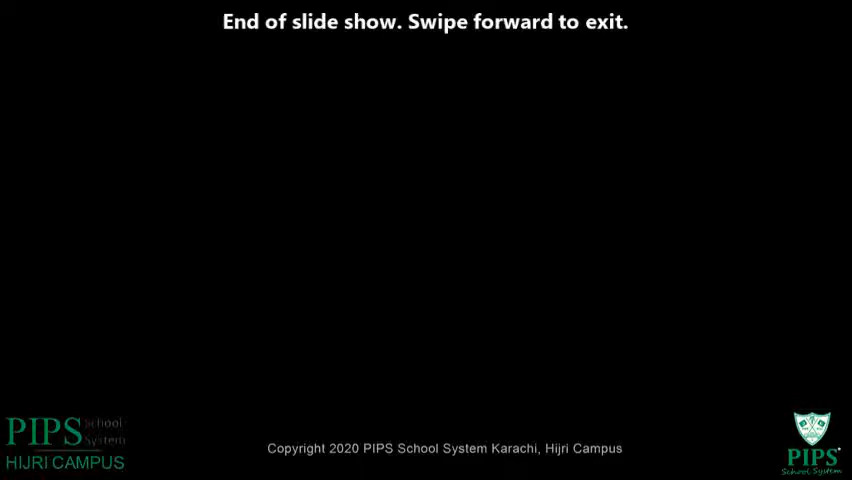 End of slide show. Swipe forward to exit.
PIPS School System
HIJRI CAMPUS
Copyright 2020 PIPS School System Karachi, Hijri Campus
PIPS
School System